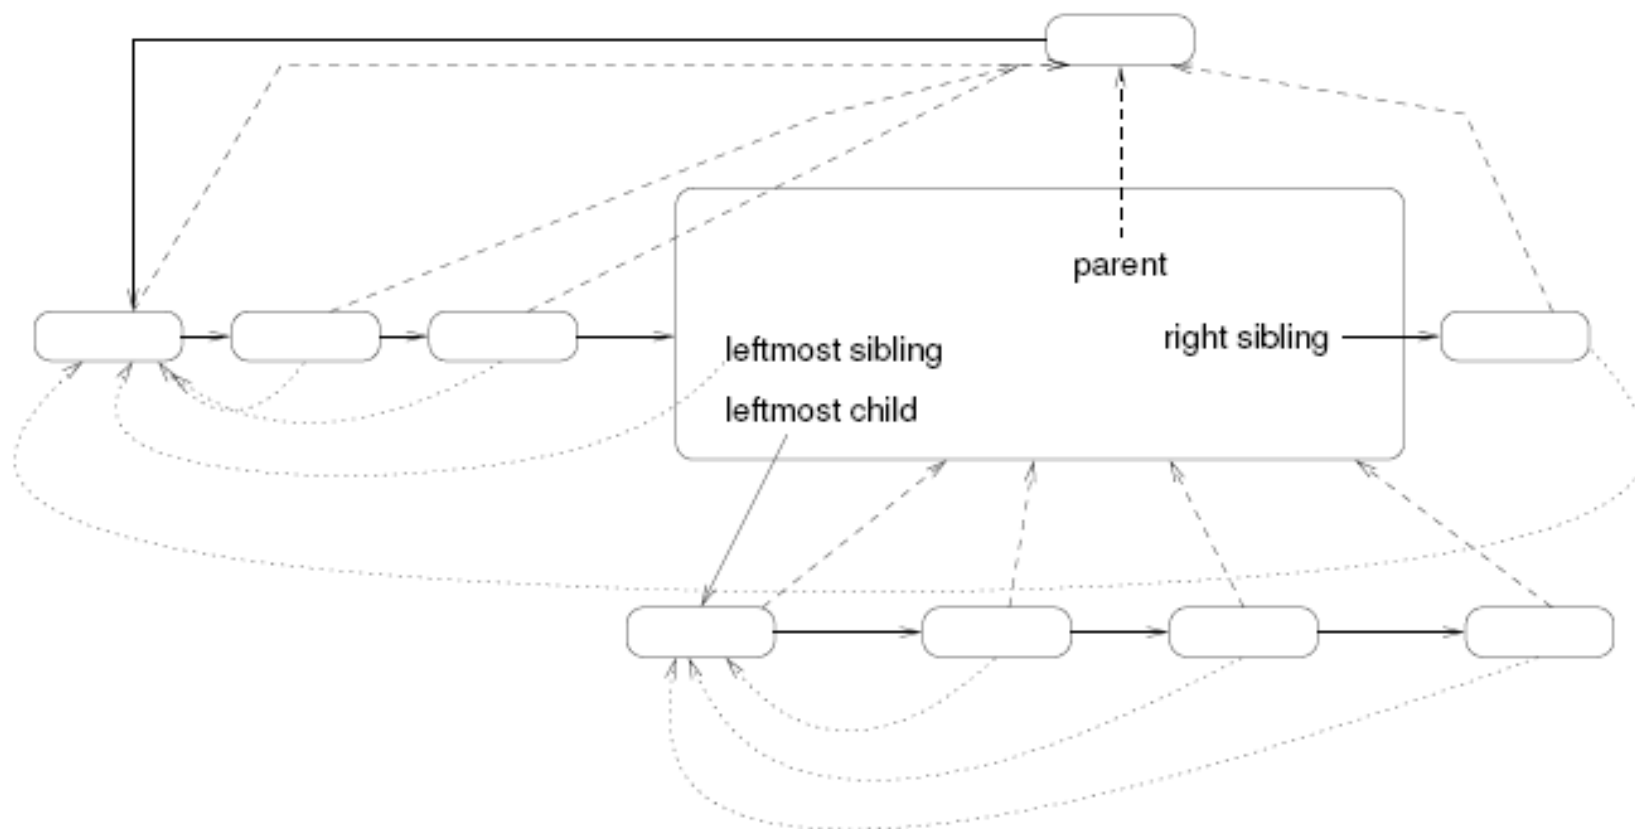 parent
leftmost sibling
right sibling
leftmost child